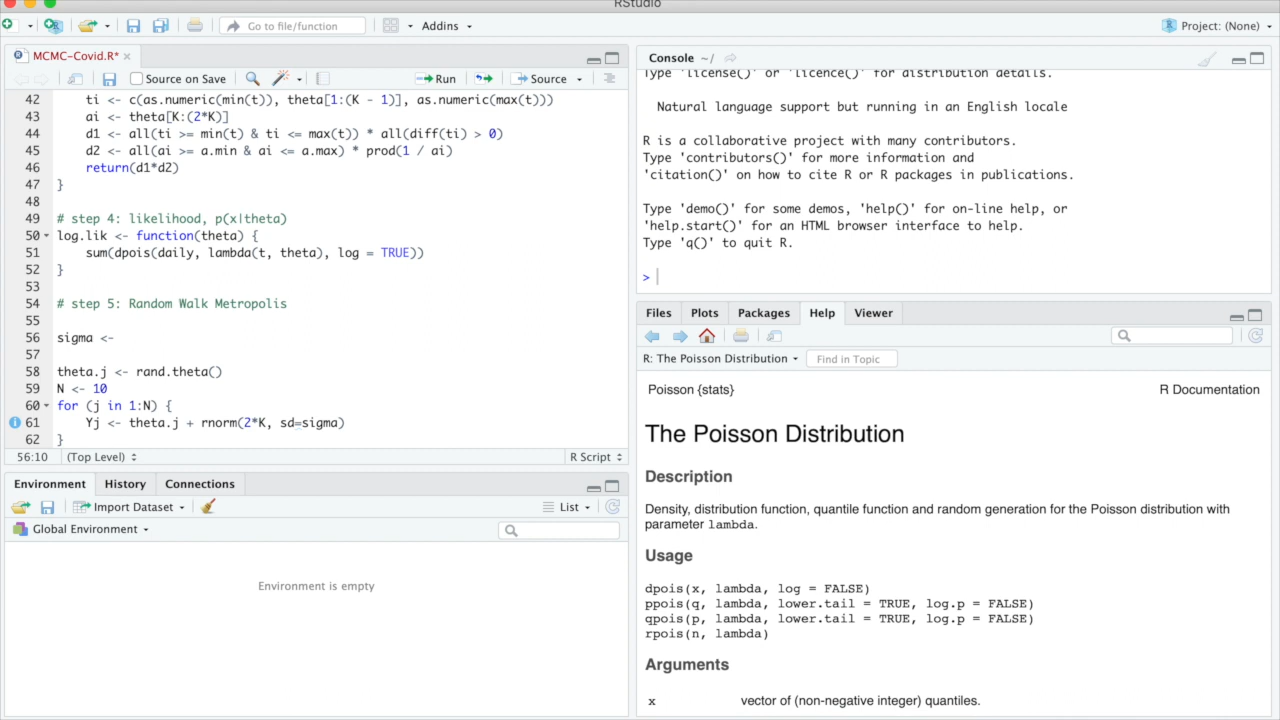 RStudio
Go to file/function
Addins
Project: (None)
MCMC-Covid.R*
Source on Save
Run
Source
42 ti <- c(as.numeric(min(t)), theta[1:(K - 1)], as.numeric(max(t)))
43 ai <- theta[K:(2*K)]
44 d1 <- all(ti >= min(t) & ti <= max(t)) * all(diff(ti) > 0)
45 d2 <- all(ai >= a.min & ai <= a.max) * prod(1 / ai)
46 return(d1*d2)
47 }
48
49 # step 4: likelihood, p(x|theta)
50 log.lik <- function(theta) {
51 sum(dpois(daily, lambda(t, theta), log = TRUE))
52 }
53
54 # step 5: Random Walk Metropolis
55
56 sigma <-
57
58 theta.j <- rand.theta()
59 N <- 10
60 for (j in 1:N) {
61 Yj <- theta.j + rnorm(2*K, sd=sigma)
62 }
56:10 (Top Level) R Script
Environment History Connections
Import Dataset List
Global Environment
Environment is empty
Console ~/
Type 'license()' or 'licence()' for distribution details.
Natural language support but running in an English locale
R is a collaborative project with many contributors.
Type 'contributors()' for more information and
'citation()' on how to cite R or R packages in publications.
Type 'demo()' for some demos, 'help()' for on-line help, or
'help.start()' for an HTML browser interface to help.
Type 'q()' to quit R.
>
Files Plots Packages Help Viewer
R: The Poisson Distribution Find in Topic
Poisson {stats} R Documentation
The Poisson Distribution
Description
Density, distribution function, quantile function and random generation for the Poisson distribution with
parameter lambda.
Usage
dpois(x, lambda, log = FALSE)
ppois(q, lambda, lower.tail = TRUE, log.p = FALSE)
qpois(p, lambda, lower.tail = TRUE, log.p = FALSE)
rpois(n, lambda)
Arguments
x vector of (non-negative integer) quantiles.